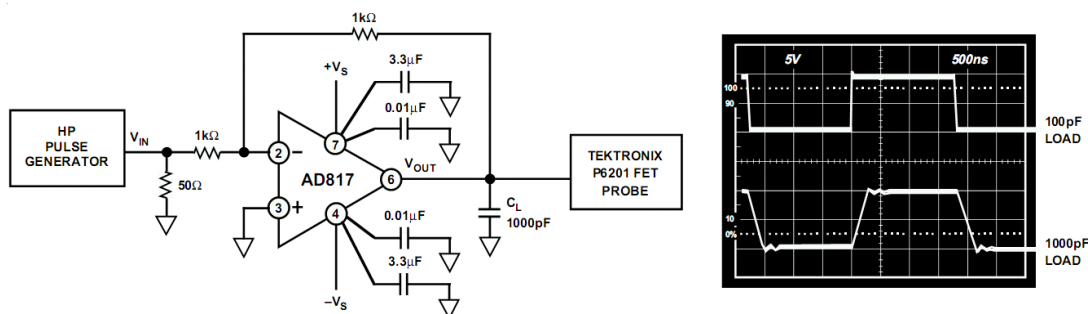 1kΩ
3.3μF
+VS
0.01μF
HP
PULSE
GENERATOR
VIN
1kΩ
50Ω
2
−
7
AD817
3
+
4
6
VOUT
0.01μF
3.3μF
−VS
CL
1000pF
TEKTRONIX
P6201 FET
PROBE
5V
500ns
100
90
10
0%
100pF
LOAD
1000pF
LOAD